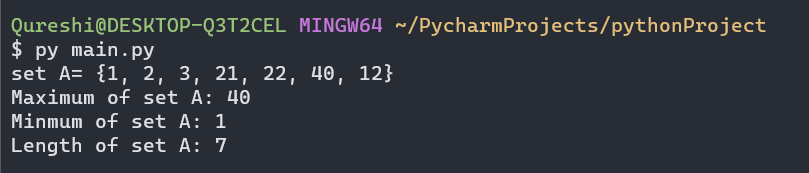 Qureshi@DESKTOP-Q3T2CEL MINGW64 ~/PycharmProjects/pythonProject
$ py main.py
set A= {1, 2, 3, 21, 22, 40, 12}
Maximum of set A: 40
Minmum of set A: 1
Length of set A: 7